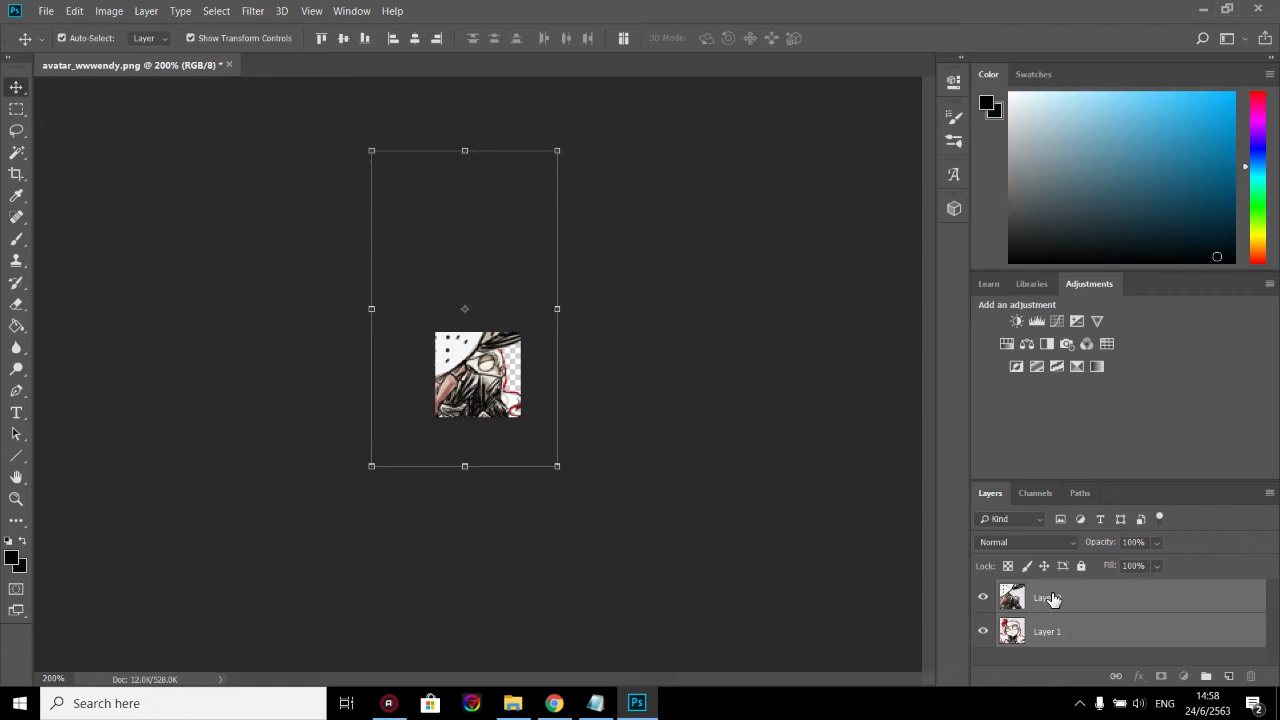 Ps File Edit Image Layer Type Select Filter 3D View Window Help
Auto-Select: Layer Show Transform Controls 3D Mode:
avatar_wwwendy.png @ 200% (RGB/8) *
Color Swatches
Learn Libraries Adjustments
Add an adjustment
Layers Channels Paths
Kind
Normal Opacity: 100%
Lock: Fill: 100%
Layer 1
200% Doc: 12.0K/528.0K
Search here
Ps
ENG
14:58
24/6/2563
2